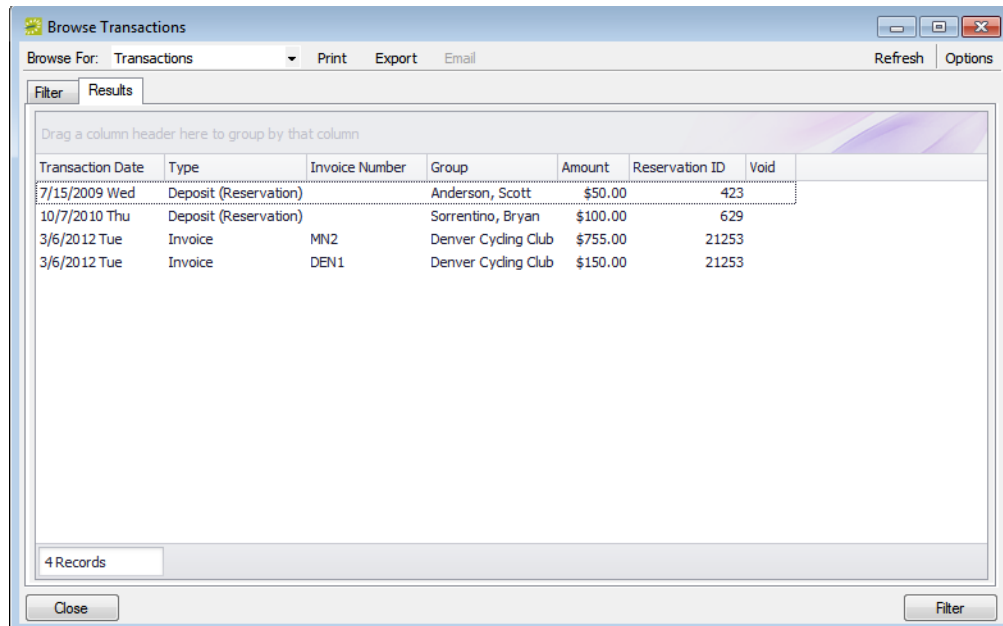 Browse Transactions
Browse For: Transactions Print Export Email Refresh Options
Filter Results
Drag a column header here to group by that column
Transaction Date Type Invoice Number Group Amount Reservation ID Void
7/15/2009 Wed Deposit (Reservation) Anderson, Scott $50.00 423
10/7/2010 Thu Deposit (Reservation) Sorrentino, Bryan $100.00 629
3/6/2012 Tue Invoice MN2 Denver Cycling Club $755.00 21253
3/6/2012 Tue Invoice DEN1 Denver Cycling Club $150.00 21253
4 Records
Close Filter